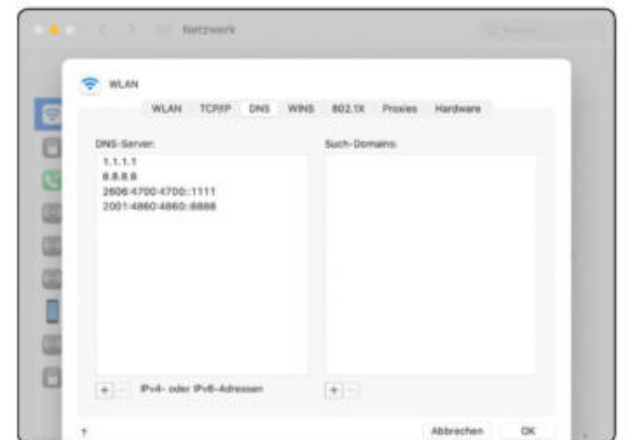 Netzwerk
WLAN
WLAN TCP/IP DNS WINS 802.1X Proxies Hardware
DNS-Server: Such-Domains:
1.1.1.1
8.8.8.8
2606:4700:4700::1111
2001:4860:4860::8888
+ − IPv4- oder IPv6-Adressen + −
?
Abbrechen OK